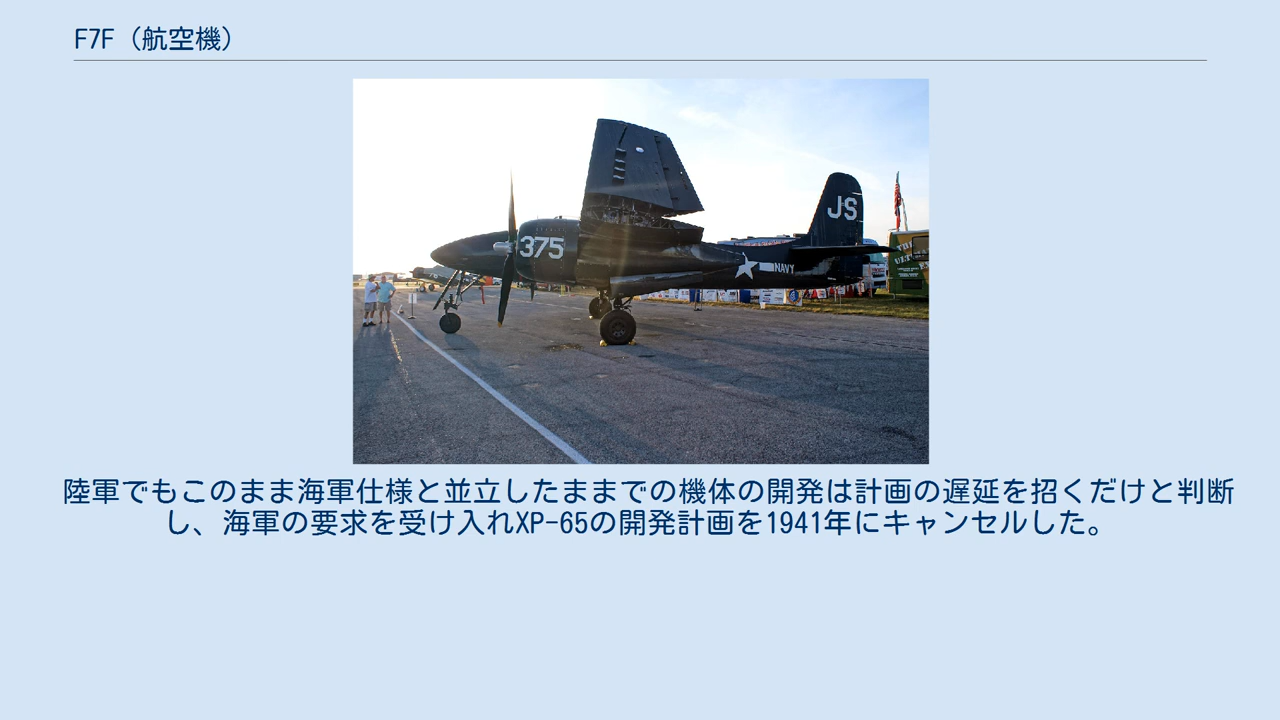 F7F（航空機）
JS
375
NAVY
陸軍でもこのまま海軍仕様と並立したままでの機体の開発は計画の遅延を招くだけと判断
し、海軍の要求を受け入れXP-65の開発計画を1941年にキャンセルした。